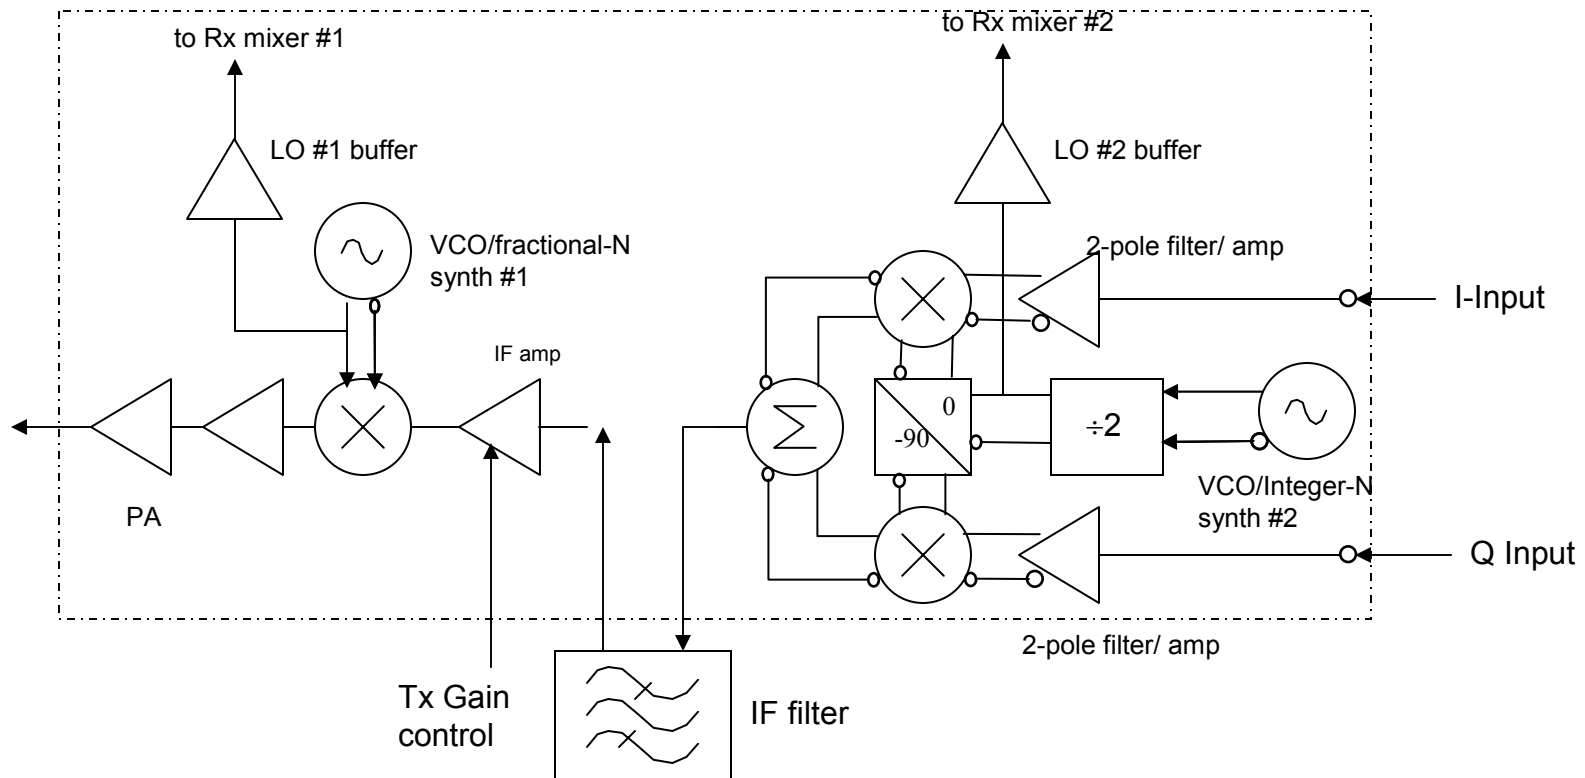 to Rx mixer #1
to Rx mixer #2
LO #1 buffer
LO #2 buffer
VCO/fractional-N
synth #1
2-pole filter/ amp
I-Input
IF amp
0
-90
÷2
Σ
VCO/Integer-N
synth #2
PA
Q Input
2-pole filter/ amp
Tx Gain
control
IF filter